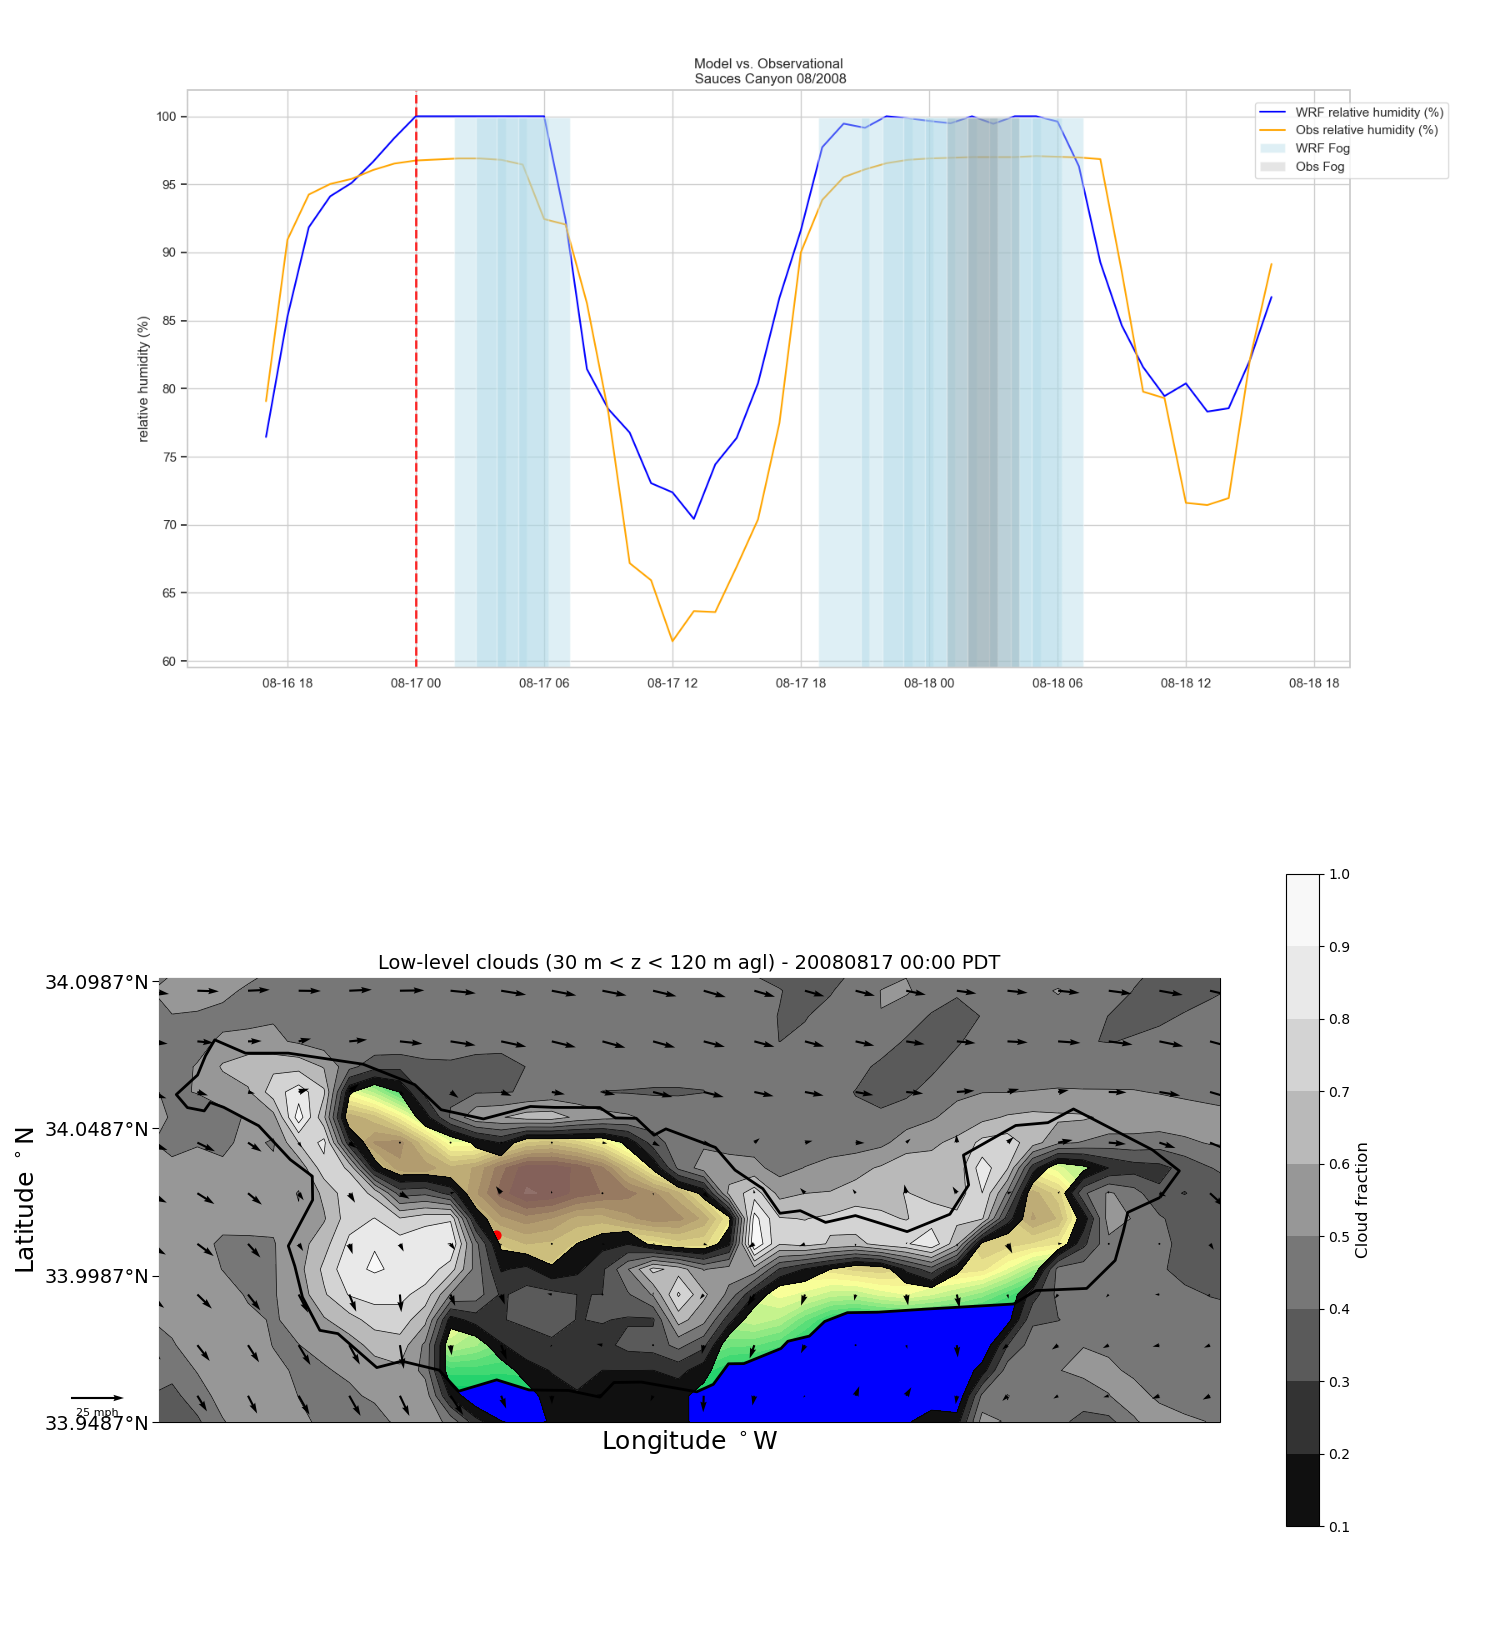 Model vs. Observational
Sauces Canyon 08/2008
WRF relative humidity (%)
Obs relative humidity (%)
WRF Fog
Obs Fog
relative humidity (%)
100
95
90
85
80
75
70
65
60
08-16 18
08-17 00
08-17 06
08-17 12
08-17 18
08-18 00
08-18 06
08-18 12
08-18 18
Low-level clouds (30 m < z < 120 m agl) - 20080817 00:00 PDT
34.0987°N
34.0487°N
33.9987°N
33.9487°N
Latitude °N
25 mph
Longitude °W
1.0
0.9
0.8
0.7
0.6
0.5
0.4
0.3
0.2
0.1
Cloud fraction